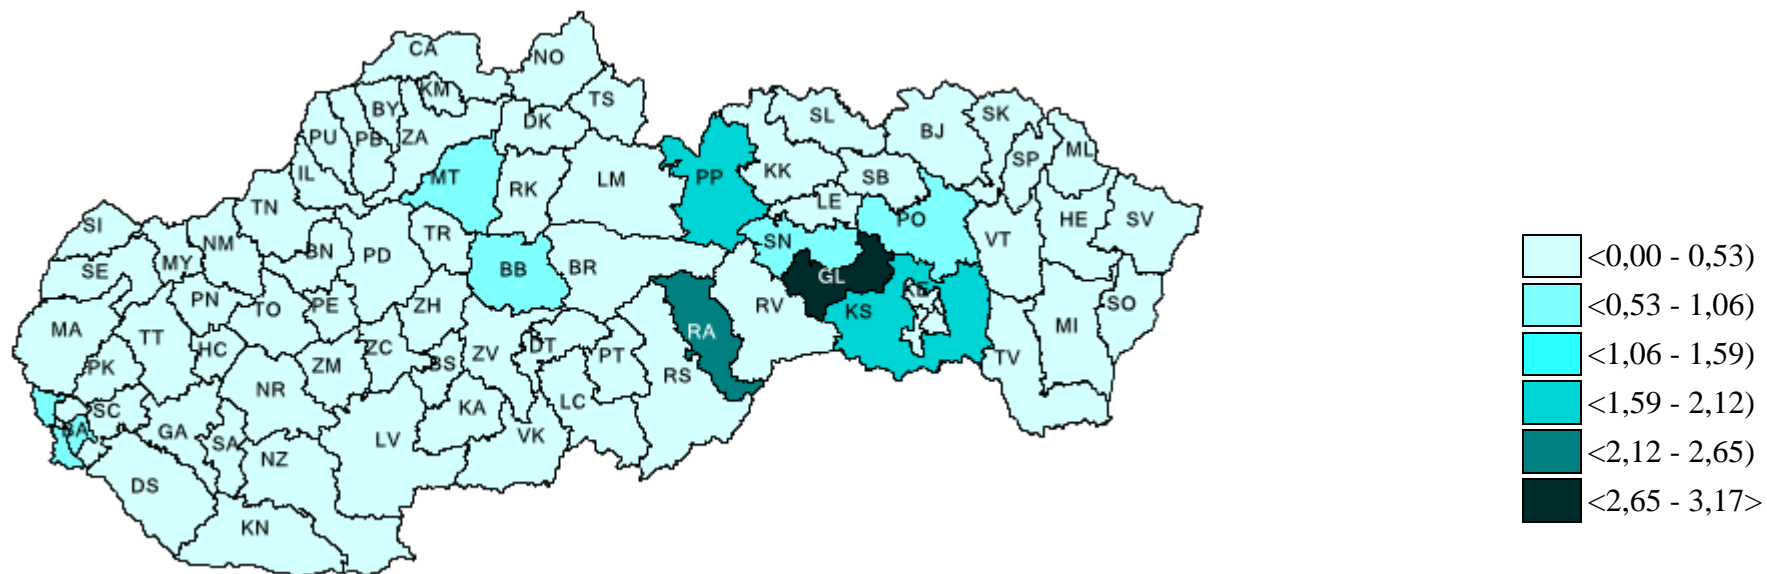 CA
NO
KM
TS
BY
DK
PU
PB
ZA
SL
BJ
SK
SP
ML
IL
MT
RK
LM
PP
KK
SB
LE
TN
SI
NM
TR
SN
PO
HE
SV
VT
SE
MY
BN
PD
BB
BR
GL
KE
PN
TO
PE
ZH
RV
KS
SO
MA
TT
HC
RA
MI
PK
ZM
ZC
BS
ZV
DT
PT
RS
TV
NR
SC
KA
LC
BA
GA
SA
LV
VK
NZ
DS
KN
<0,00 - 0,53)
<0,53 - 1,06)
<1,06 - 1,59)
<1,59 - 2,12)
<2,12 - 2,65)
<2,65 - 3,17>